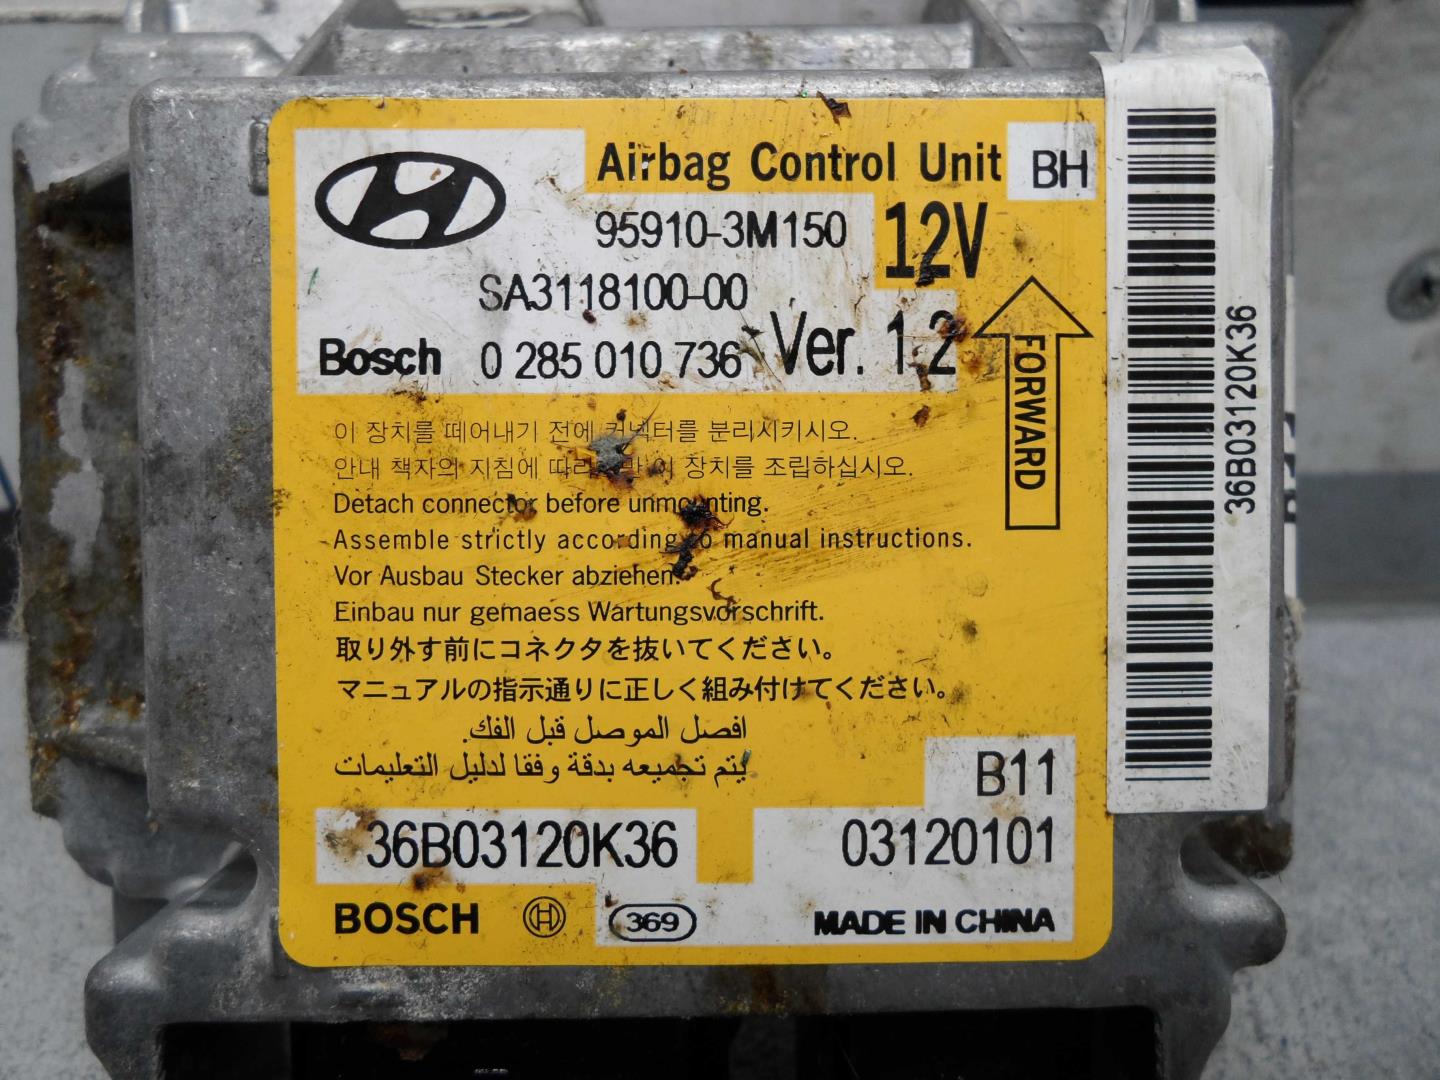 Airbag Control Unit BH
95910-3M150 12V
SA3118100-00
Bosch 0 285 010 736 Ver. 1.2
FORWARD
이 장치를 떼어내기 전에 커넥터를 분리시키시오.
안내 책자의 지침에 따라 이 장치를 조립하십시오.
Detach connector before unmounting.
Assemble strictly according to manual instructions.
Vor Ausbau Stecker abziehen.
Einbau nur gemaess Wartungsvorschrift.
取り外す前にコネクタを抜いてください。
マニュアルの指示通りに正しく組み付けてください。
افصل الموصل قبل الفك.
يتم تجميعه بدقة وفقا لدليل التعليمات
B11
36B03120K36 03120101
BOSCH 369 MADE IN CHINA
36B03120K36